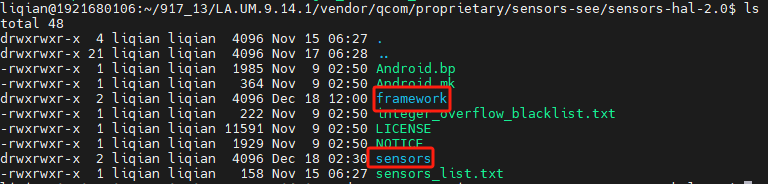 liqian@1921680106:~/917_13/LA.UM.9.14.1/vendor/qcom/proprietary/sensors-see/sensors-hal-2.0$ ls
total 48
drwxrwxr-x  4 liqian liqian  4096 Nov 15 06:27 .
drwxrwxr-x 21 liqian liqian  4096 Nov 17 06:28 ..
-rwxrwxr-x  1 liqian liqian  1985 Nov  9 02:50 Android.bp
-rwxrwxr-x  1 liqian liqian   364 Nov  9 02:50 Android.mk
drwxrwxr-x  2 liqian liqian  4096 Dec 18 12:00 framework
-rwxrwxr-x  1 liqian liqian   222 Nov  9 02:50 integer_overflow_blacklist.txt
-rwxrwxr-x  1 liqian liqian 11591 Nov  9 02:50 LICENSE
-rwxrwxr-x  1 liqian liqian  1929 Nov  9 02:50 NOTICE
drwxrwxr-x  2 liqian liqian  4096 Dec 18 02:30 sensors
-rwxrwxr-x  1 liqian liqian   158 Nov 15 06:27 sensors_list.txt